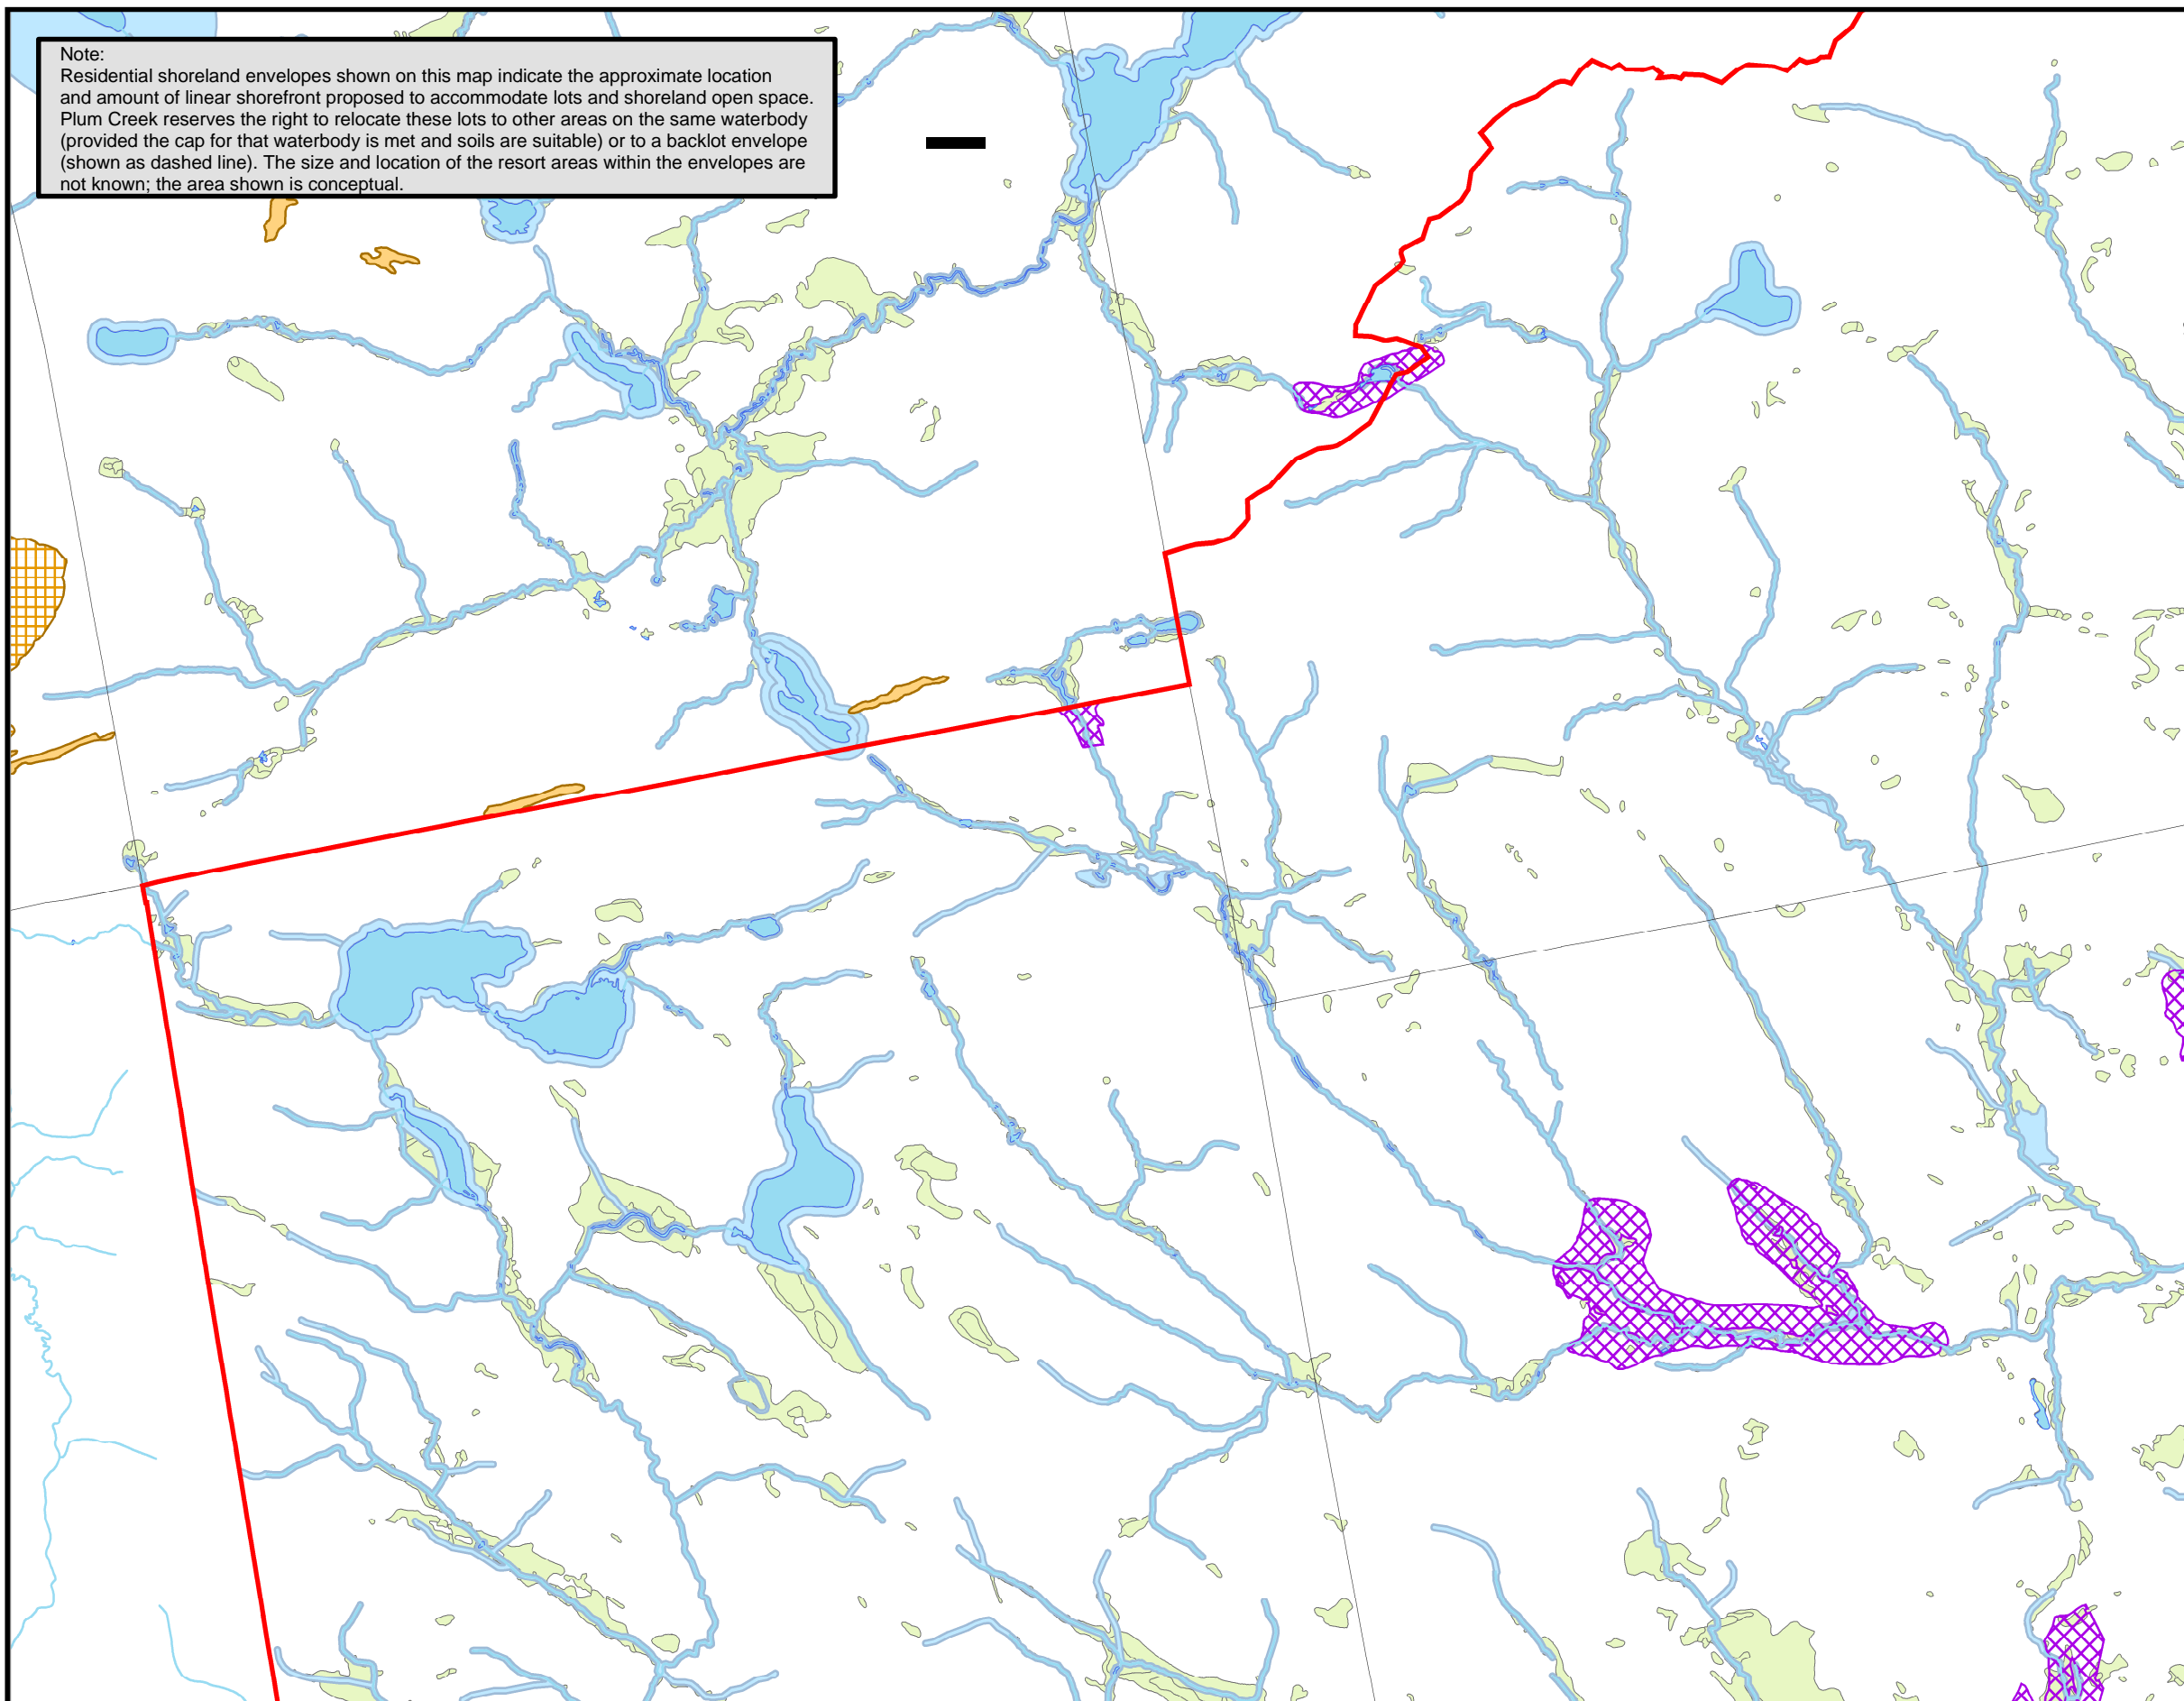 Note:
Residential shoreland envelopes shown on this map indicate the approximate location
and amount of linear shorefront proposed to accommodate lots and shoreland open space.
Plum Creek reserves the right to relocate these lots to other areas on the same waterbody
(provided the cap for that waterbody is met and soils are suitable) or to a backlot envelope
(shown as dashed line). The size and location of the resort areas within the envelopes are
not known; the area shown is conceptual.